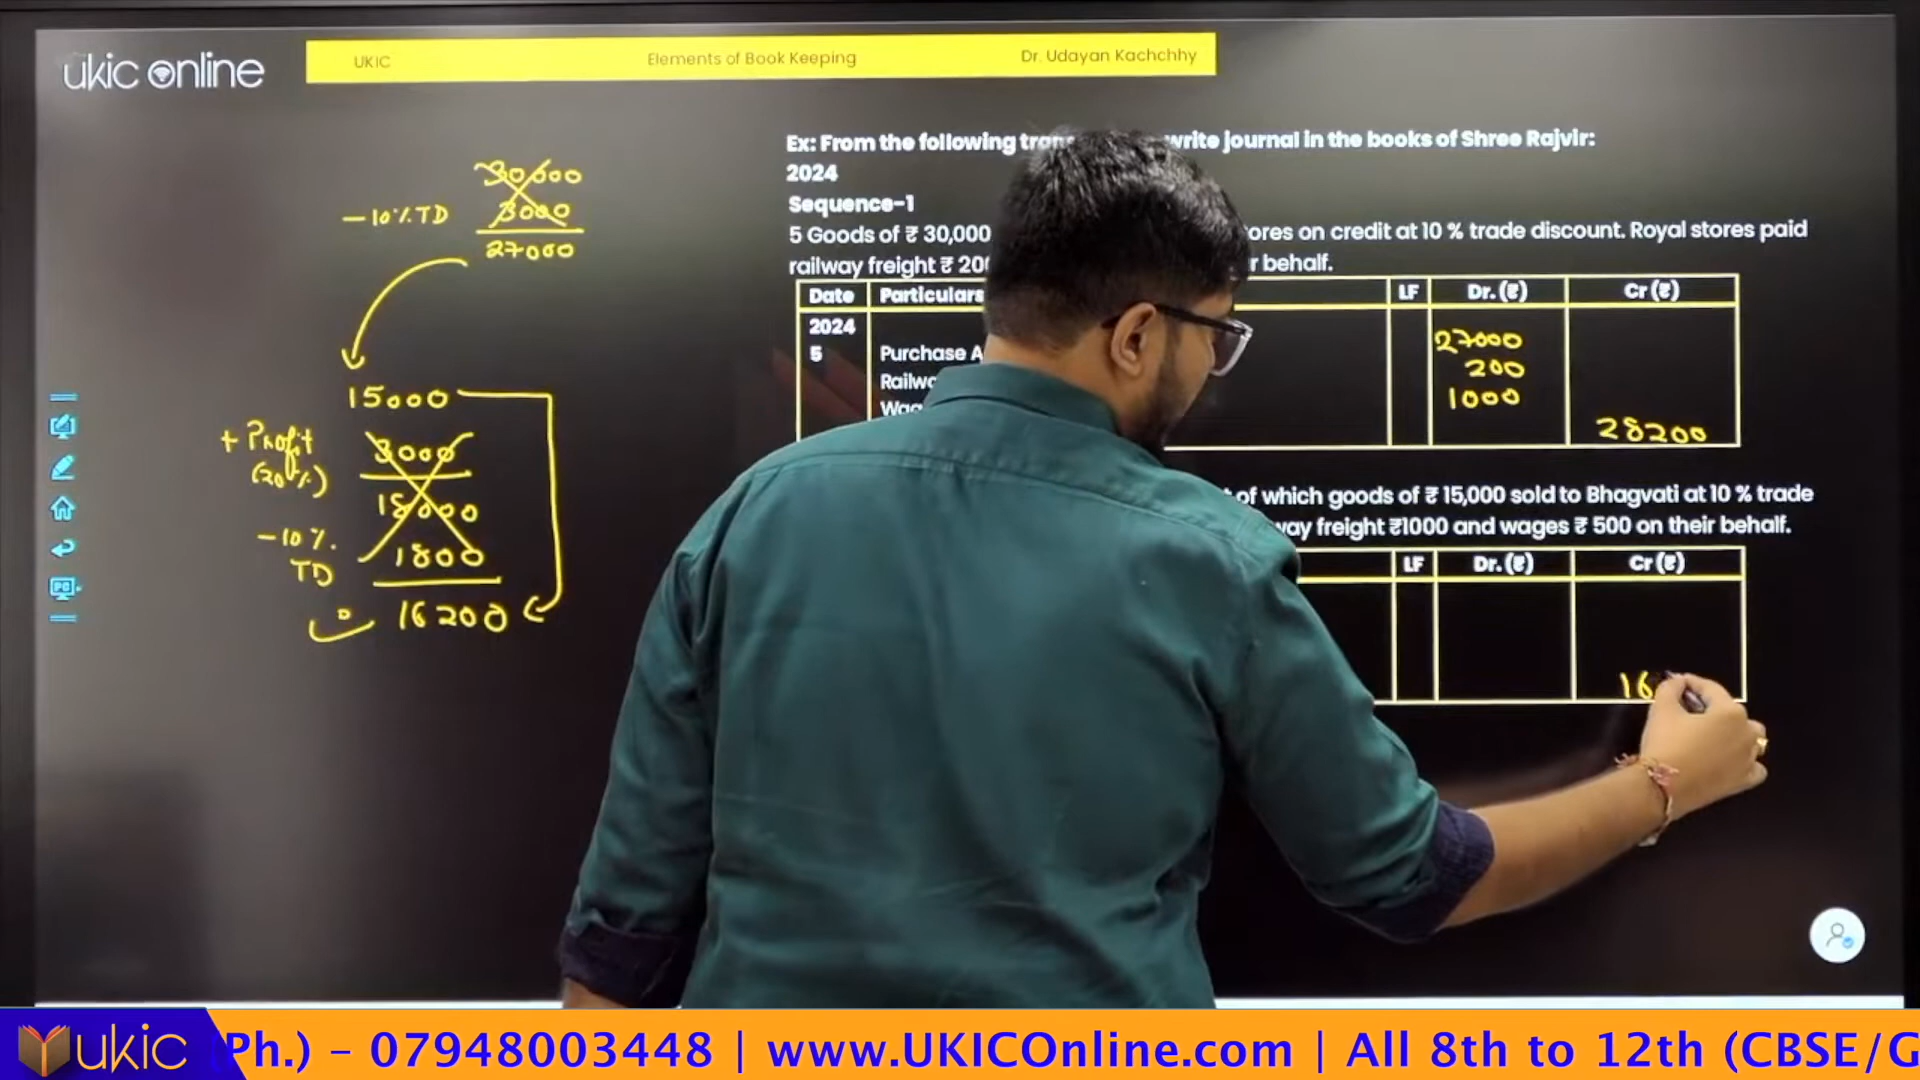 ukic online
UKIC Elements of Book Keeping Dr. Udayan Kachchhy
30000
-10% TD 3000
27000
15000
+ Profit 3000
(20%)
18000
-10% 1800
TD
16200
Ex: From the following write journal in the books of Shree Rajvir:
2024
Sequence-1
5 Goods of ₹ 30,000 on credit at 10 % trade discount. Royal stores paid
railway freight ₹ behalf.
Date Particulars LF Dr. (₹) Cr (₹)
2024 27000
5 Purchase 200
1000
28200
of which goods of ₹ 15,000 sold to Bhagvati at 10 % trade
freight ₹1000 and wages ₹ 500 on their behalf.
LF Dr. (₹) Cr (₹)
16
ukic (Ph.) - 07948003448 | www.UKICOnline.com | All 8th to 12th (CBSE/G